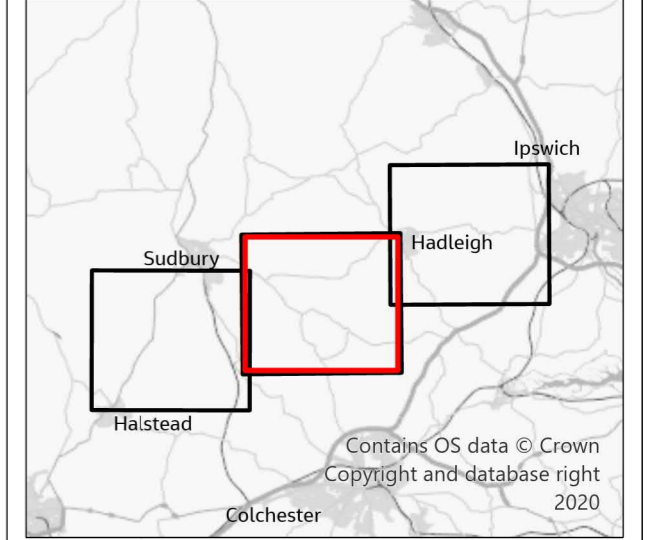 Ipswich
Hadleigh
Sudbury
Halstead
Contains OS data © Crown
Copyright and database right
2020
Colchester